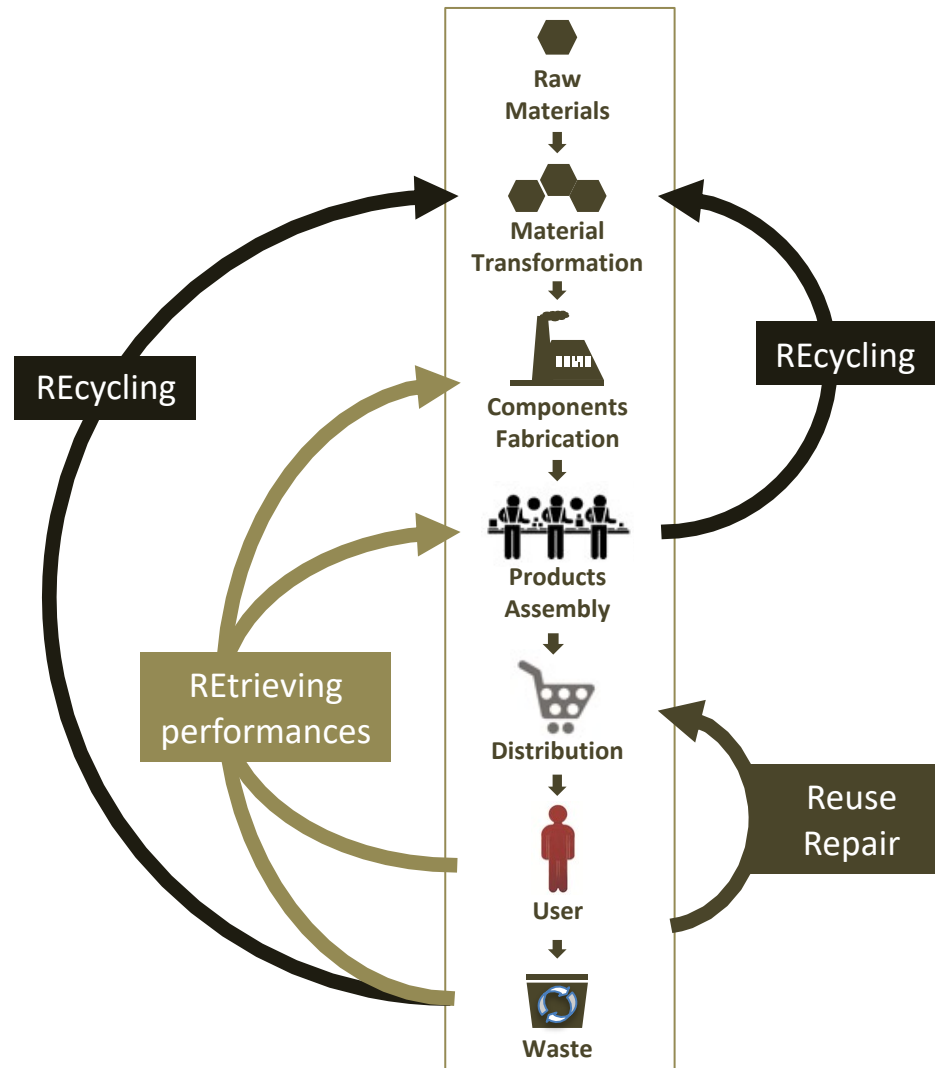 Raw
Materials
Material
Transformation
REcycling
REcycling
Components
Fabrication
Products
Assembly
REtrieving
performances
Distribution
Reuse
Repair
User
Waste